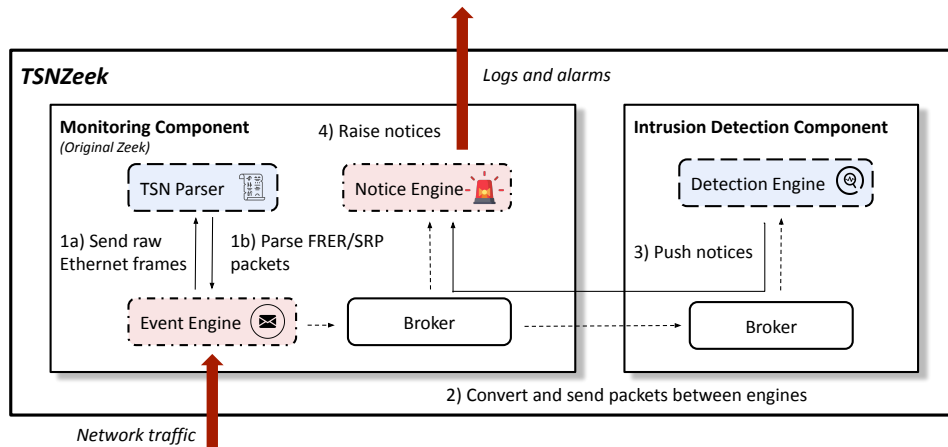 TSNZeek
Logs and alarms
Monitoring Component
(Original Zeek)
4) Raise notices
Intrusion Detection Component
TSN Parser
Notice Engine
Detection Engine
1a) Send raw
Ethernet frames
1b) Parse FRER/SRP
packets
3) Push notices
Event Engine
Broker
Broker
2) Convert and send packets between engines
Network traffic